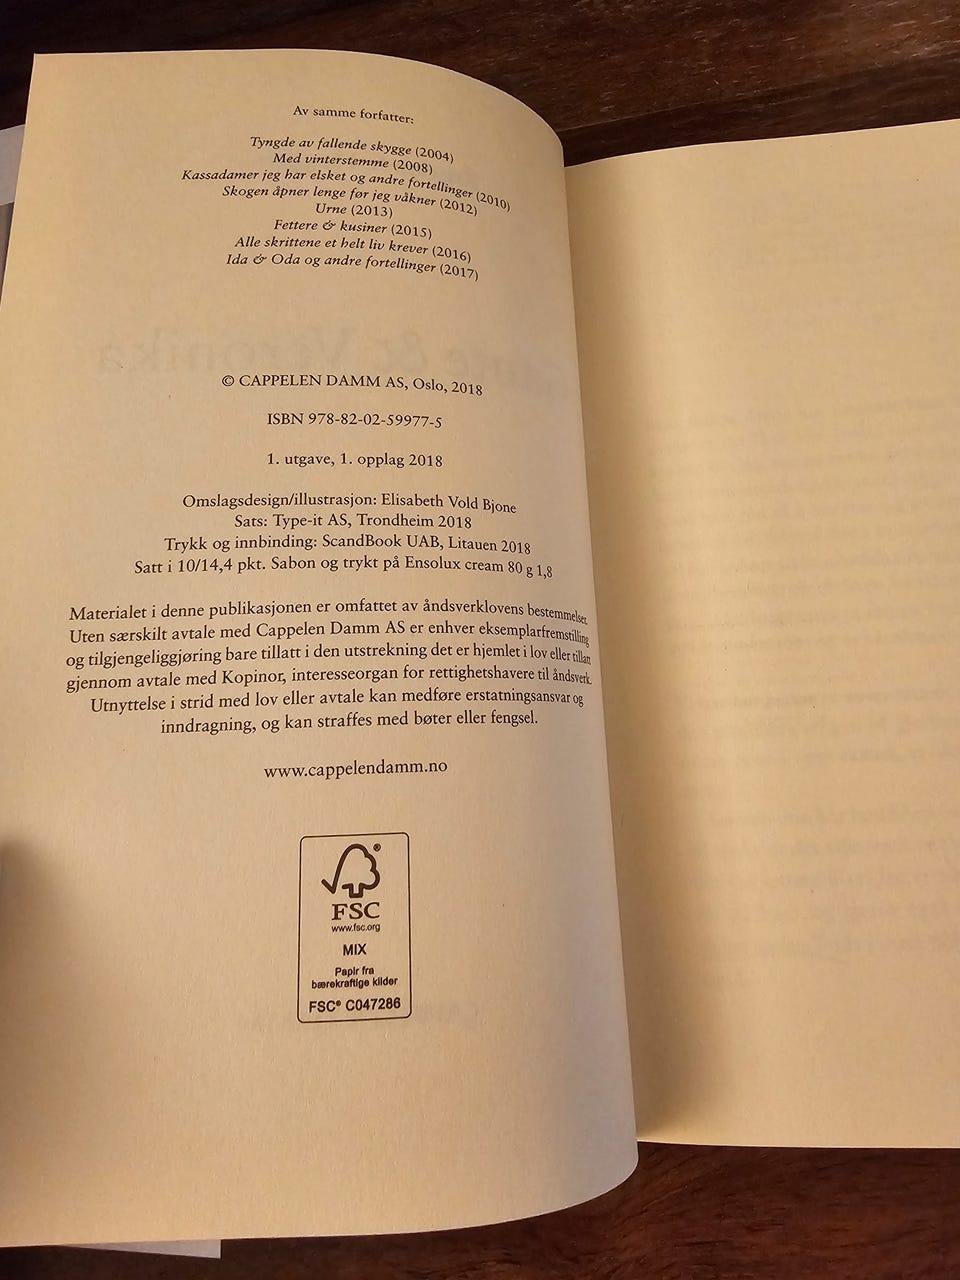 Av samme forfatter:
Tyngde av fallende skygge (2004)
Med vinterstemme (2008)
Kassadamer jeg har elsket og andre fortellinger (2010)
Skogen åpner lenge før jeg våkner (2012)
Urne (2013)
Fettere & kusiner (2015)
Alle skrittene et helt liv krever (2016)
Ida & Oda og andre fortellinger (2017)
© CAPPELEN DAMM AS, Oslo, 2018
ISBN 978-82-02-59977-5
1. utgave, 1. opplag 2018
Omslagsdesign/illustrasjon: Elisabeth Vold Bjone
Sats: Type-it AS, Trondheim 2018
Trykk og innbinding: ScandBook UAB, Litauen 2018
Satt i 10/14,4 pkt. Sabon og trykt på Ensolux cream 80 g 1,8
Materialet i denne publikasjonen er omfattet av åndsverklovens bestemmelser.
Uten særskilt avtale med Cappelen Damm AS er enhver eksemplarfremstilling
og tilgjengeliggjøring bare tillatt i den utstrekning det er hjemlet i lov eller tillatt
gjennom avtale med Kopinor, interesseorgan for rettighetshavere til åndsverk.
Utnyttelse i strid med lov eller avtale kan medføre erstatningsansvar og
inndragning, og kan straffes med bøter eller fengsel.
www.cappelendamm.no
FSC®
www.fsc.org
MIX
Papir fra
bærekraftige kilder
FSC® C047286